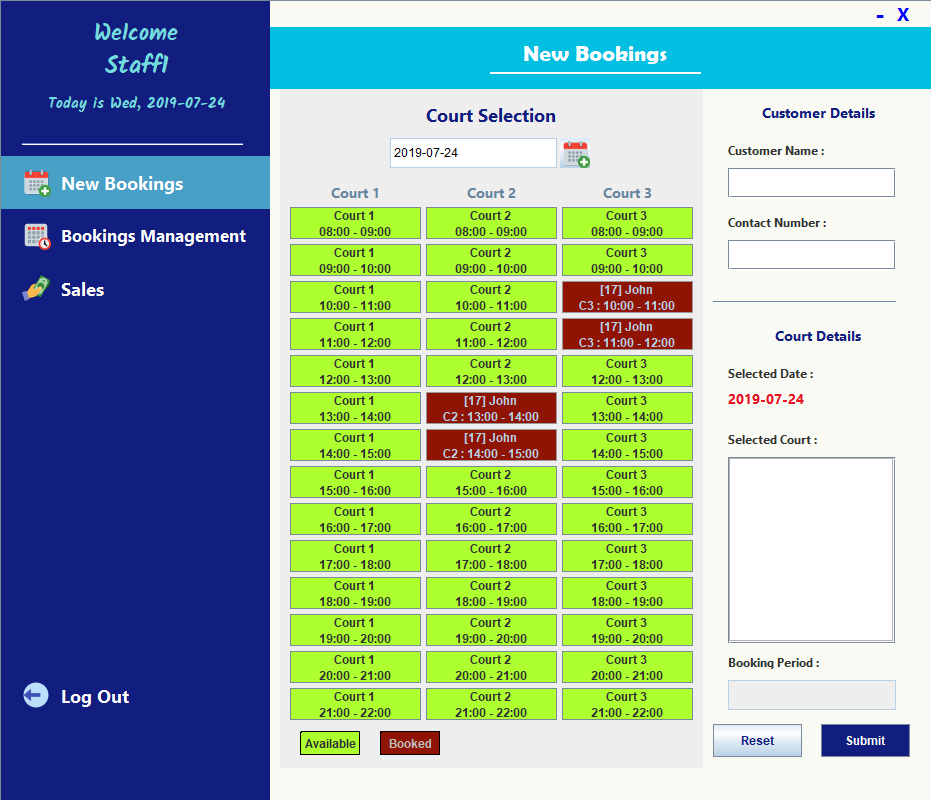 - X
Welcome
Staff1
Today is Wed, 2019-07-24
New Bookings
Bookings Management
Sales
Log Out
New Bookings
Court Selection
2019-07-24
Court 1 Court 2 Court 3
Court 1 Court 2 Court 3
08:00 - 09:00 08:00 - 09:00 08:00 - 09:00
Court 1 Court 2 Court 3
09:00 - 10:00 09:00 - 10:00 09:00 - 10:00
Court 1 Court 2 [17] John
10:00 - 11:00 10:00 - 11:00 C3 : 10:00 - 11:00
Court 1 Court 2 [17] John
11:00 - 12:00 11:00 - 12:00 C3 : 11:00 - 12:00
Court 1 Court 2 Court 3
12:00 - 13:00 12:00 - 13:00 12:00 - 13:00
Court 1 [17] John Court 3
13:00 - 14:00 C2 : 13:00 - 14:00 13:00 - 14:00
Court 1 [17] John Court 3
14:00 - 15:00 C2 : 14:00 - 15:00 14:00 - 15:00
Court 1 Court 2 Court 3
15:00 - 16:00 15:00 - 16:00 15:00 - 16:00
Court 1 Court 2 Court 3
16:00 - 17:00 16:00 - 17:00 16:00 - 17:00
Court 1 Court 2 Court 3
17:00 - 18:00 17:00 - 18:00 17:00 - 18:00
Court 1 Court 2 Court 3
18:00 - 19:00 18:00 - 19:00 18:00 - 19:00
Court 1 Court 2 Court 3
19:00 - 20:00 19:00 - 20:00 19:00 - 20:00
Court 1 Court 2 Court 3
20:00 - 21:00 20:00 - 21:00 20:00 - 21:00
Court 1 Court 2 Court 3
21:00 - 22:00 21:00 - 22:00 21:00 - 22:00
Available Booked
Customer Details
Customer Name :
Contact Number :
Court Details
Selected Date :
2019-07-24
Selected Court :
Booking Period :
Reset Submit